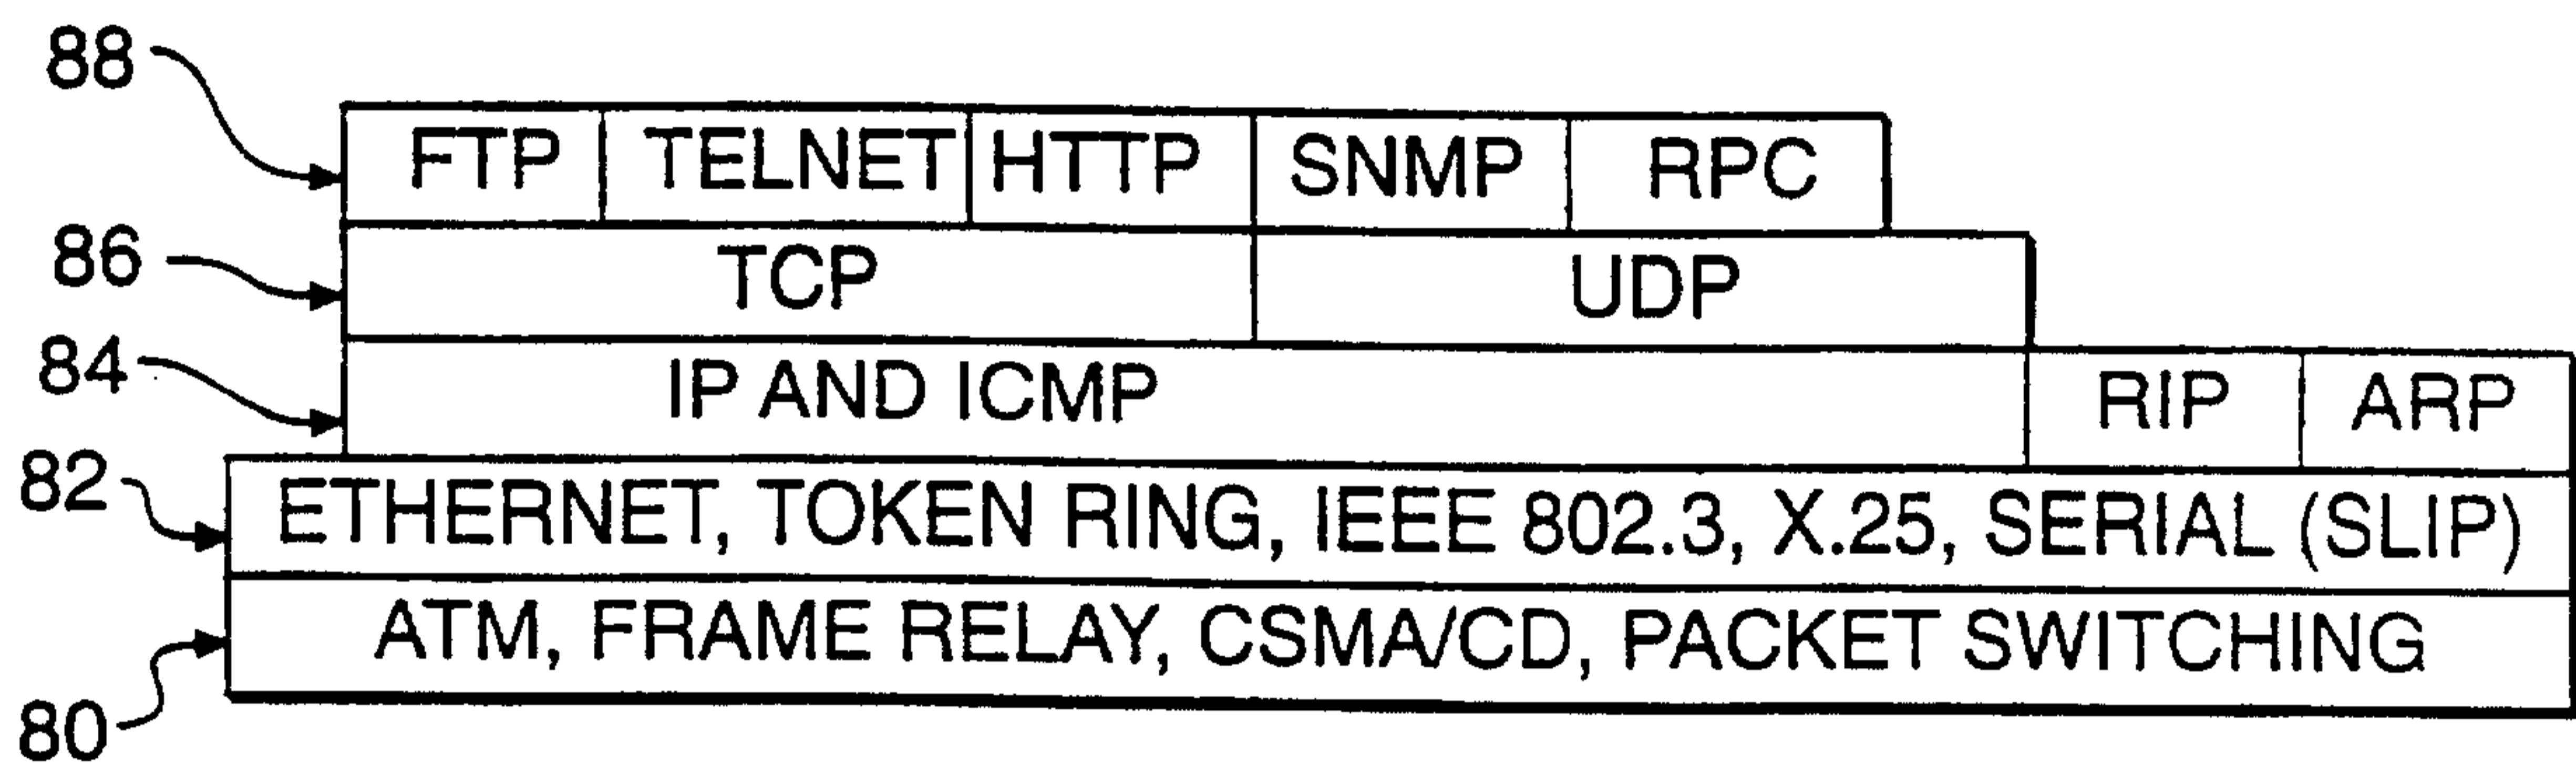 88
FTP TELNET HTTP SNMP RPC
86
TCP UDP
84
IP AND ICMP RIP ARP
82
ETHERNET, TOKEN RING, IEEE 802.3, X.25, SERIAL (SLIP)
80
ATM, FRAME RELAY, CSMA/CD, PACKET SWITCHING